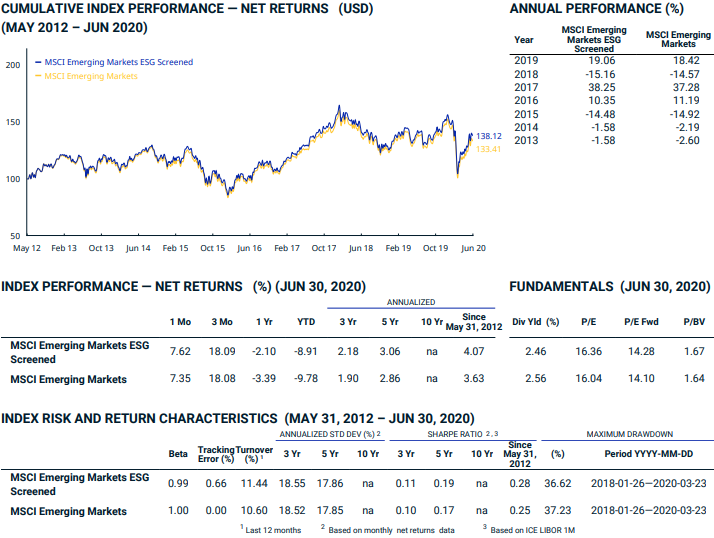 CUMULATIVE INDEX PERFORMANCE — NET RETURNS (USD)
(MAY 2012 – JUN 2020)
200
150
100
50
MSCI Emerging Markets ESG Screened
MSCI Emerging Markets
138.12
133.41
May 12 Feb 13 Oct 13 Jun 14 Feb 15 Oct 15 Jun 16 Feb 17 Oct 17 Jun 18 Feb 19 Oct 19 Jun 20
ANNUAL PERFORMANCE (%)
Year MSCI Emerging Markets ESG Screened MSCI Emerging Markets
2019 19.06 18.42
2018 -15.16 -14.57
2017 38.25 37.28
2016 10.35 11.19
2015 -14.48 -14.92
2014 -1.58 -2.19
2013 -1.58 -2.60
INDEX PERFORMANCE — NET RETURNS (%) (JUN 30, 2020)
ANNUALIZED
1 Mo 3 Mo 1 Yr YTD 3 Yr 5 Yr 10 Yr Since May 31, 2012
MSCI Emerging Markets ESG Screened 7.62 18.09 -2.10 -8.91 2.18 3.06 na 4.07
MSCI Emerging Markets 7.35 18.08 -3.39 -9.78 1.90 2.86 na 3.63
FUNDAMENTALS (JUN 30, 2020)
Div Yld (%) P/E P/E Fwd P/BV
2.46 16.36 14.28 1.67
2.56 16.04 14.10 1.64
INDEX RISK AND RETURN CHARACTERISTICS (MAY 31, 2012 – JUN 30, 2020)
ANNUALIZED STD DEV (%) 2 SHARPE RATIO 2,3 MAXIMUM DRAWDOWN
Beta Tracking Error (%) Turnover (%) 1 3 Yr 5 Yr 10 Yr 3 Yr 5 Yr 10 Yr Since May 31, 2012 (%) Period YYYY-MM-DD
MSCI Emerging Markets ESG Screened 0.99 0.66 11.44 18.55 17.86 na 0.11 0.19 na 0.28 36.62 2018-01-26—2020-03-23
MSCI Emerging Markets 1.00 0.00 10.60 18.52 17.85 na 0.10 0.17 na 0.25 37.23 2018-01-26—2020-03-23
1 Last 12 months 2 Based on monthly net returns data 3 Based on ICE LIBOR 1M